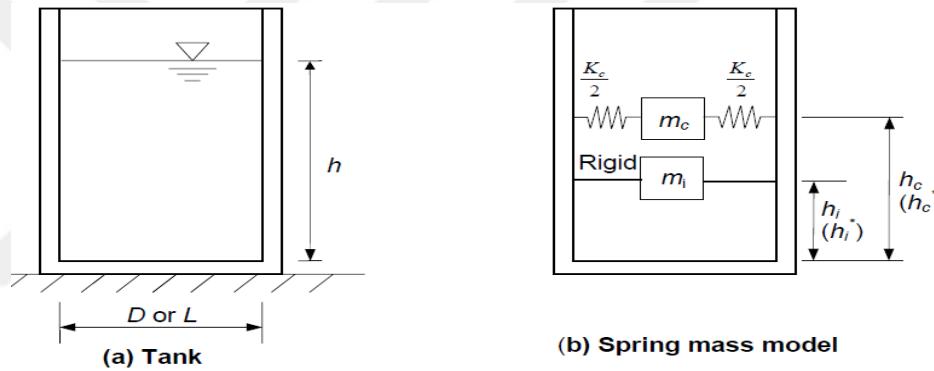 h
D or L
(a) Tank
K_c
2
K_c
2
m_c
Rigid
m_i
h_i
(h_i*)
h_c
(h_c*
(b) Spring mass model